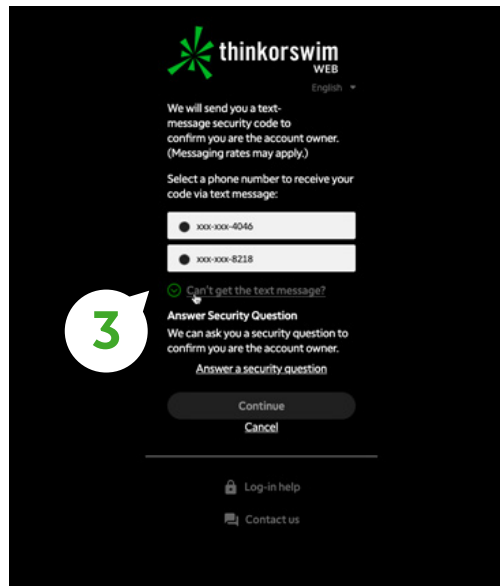 thinkorswim
WEB
English
We will send you a text-
message security code to
confirm you are the account owner.
(Messaging rates may apply.)
Select a phone number to receive your
code via text message:
xxx-xxx-4046
xxx-xxx-8218
Can't get the text message?
3
Answer Security Question
We can ask you a security question to
confirm you are the account owner.
Answer a security question
Continue
Cancel
Log-in help
Contact us